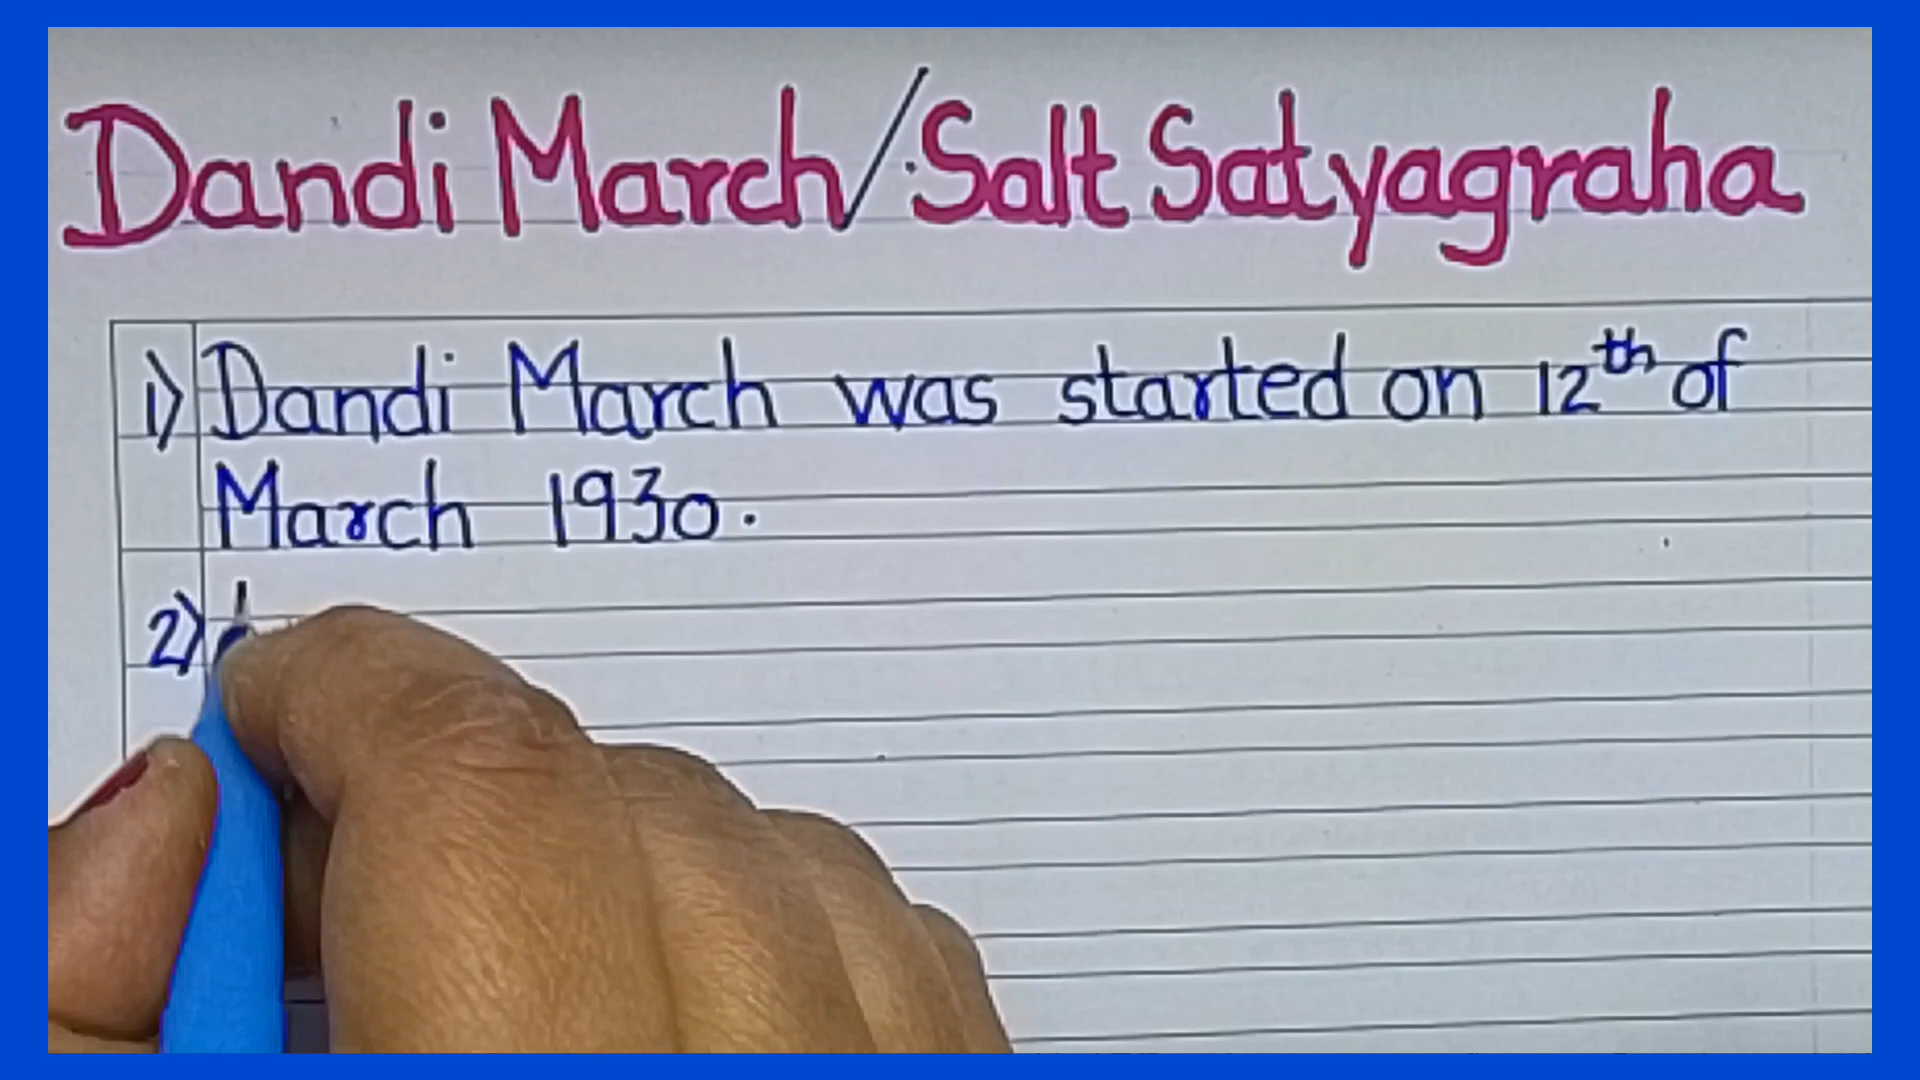 Dandi March/Salt Satyagraha
1) Dandi March was started on 12th of
March 1930.
2)